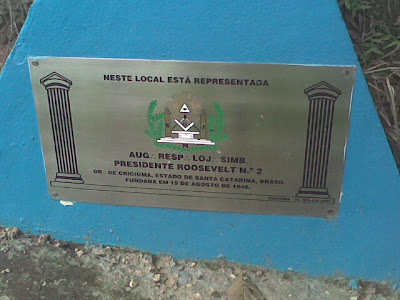 NESTE LOCAL ESTÁ REPRESENTADA
AUG∴ RESP∴ LOJ∴ SIMB∴
PRESIDENTE ROOSEVELT N.º 2
OR∴ DE CRICIÚMA, ESTADO DE SANTA CATARINA, BRASIL
FUNDADA EM 15 DE AGOSTO DE 1946.